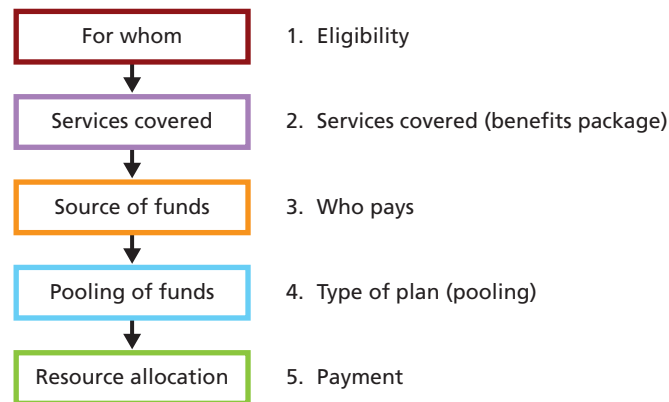 For whom
1. Eligibility
Services covered
2. Services covered (benefits package)
Source of funds
3. Who pays
Pooling of funds
4. Type of plan (pooling)
Resource allocation
5. Payment